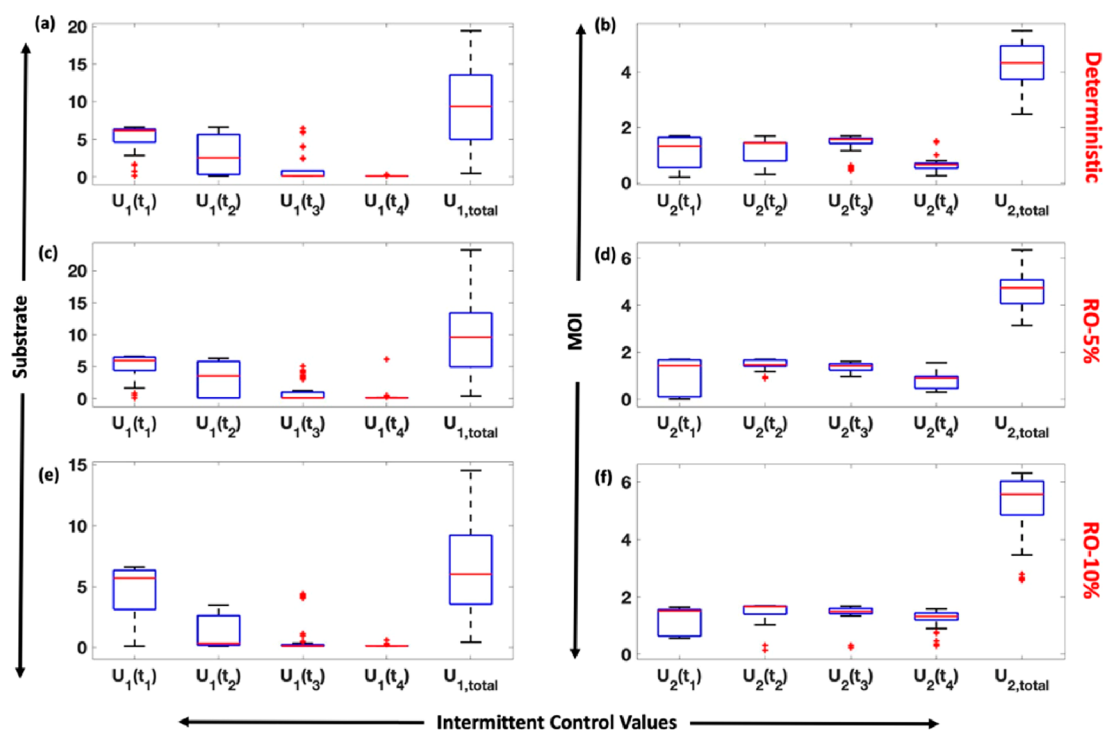 (a)
20
15
10
5
0
U1(t1) U1(t2) U1(t3) U1(t4) U1,total
(b)
4
2
0
U2(t1) U2(t2) U2(t3) U2(t4) U2,total
Deterministic
(c)
20
15
10
5
0
U1(t1) U1(t2) U1(t3) U1(t4) U1,total
(d)
6
4
2
0
U2(t1) U2(t2) U2(t3) U2(t4) U2,total
RO-5%
(e)
15
10
5
0
U1(t1) U1(t2) U1(t3) U1(t4) U1,total
(f)
6
4
2
0
U2(t1) U2(t2) U2(t3) U2(t4) U2,total
RO-10%
Substrate
MOI
Intermittent Control Values